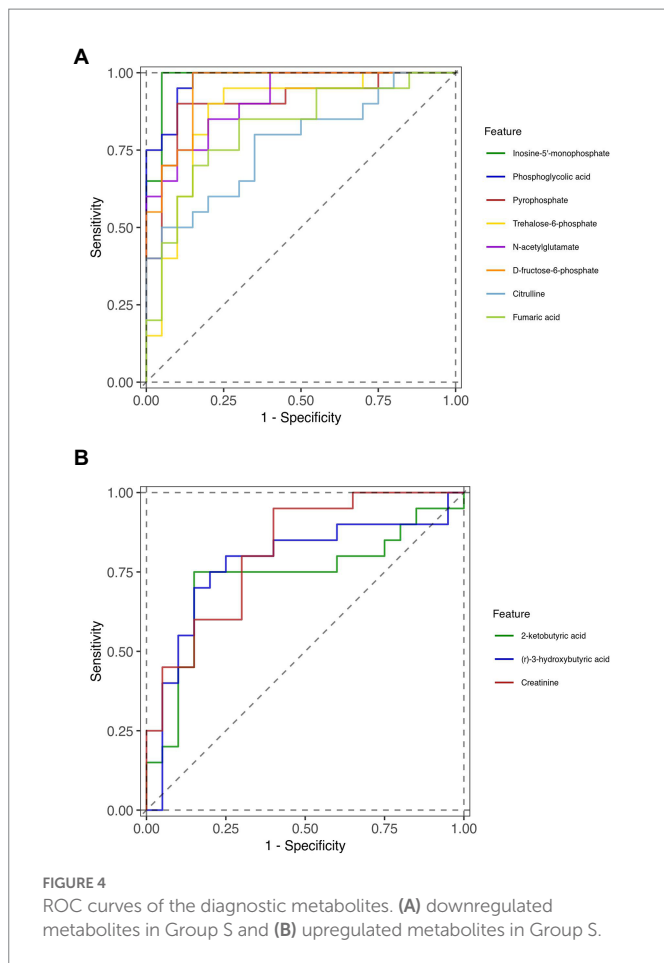 A
1.00
0.75
0.50
0.25
0.00
Sensitivity
0.00 0.25 0.50 0.75 1.00
1 - Specificity
Feature
Inosine-5'-monophosphate
Phosphoglycolic acid
Pyrophosphate
Trehalose-6-phosphate
N-acetylglutamate
D-fructose-6-phosphate
Citrulline
Fumaric acid
B
1.00
0.75
0.50
0.25
0.00
Sensitivity
0.00 0.25 0.50 0.75 1.00
1 - Specificity
Feature
2-ketobutyric acid
(r)-3-hydroxybutyric acid
Creatinine
FIGURE 4
ROC curves of the diagnostic metabolites. (A) downregulated
metabolites in Group S and (B) upregulated metabolites in Group S.